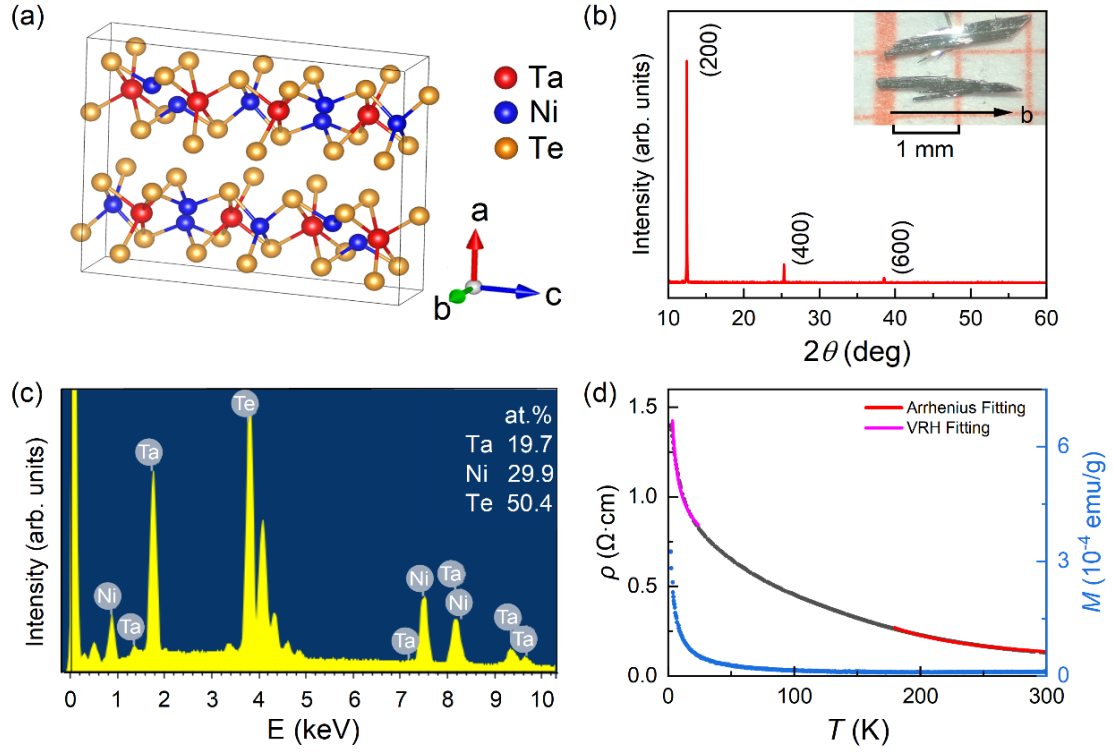 (a)
Ta
Ni
Te
a
b
c
(b)
Intensity (arb. units)
(200)
(400)
(600)
b
1 mm
10 20 30 40 50 60
2θ (deg)
(c)
Intensity (arb. units)
Ni
Ta
Ta
Te
Ta
Ni
Ta
Ni
Ta
Ta
at.%
Ta 19.7
Ni 29.9
Te 50.4
0 1 2 3 4 5 6 7 8 9 10
E (keV)
(d)
ρ (Ω·cm)
1.5
1.0
0.5
0.0
Arrhenius Fitting
VRH Fitting
6
3
0
M (10⁻⁴ emu/g)
0 100 200 300
T (K)